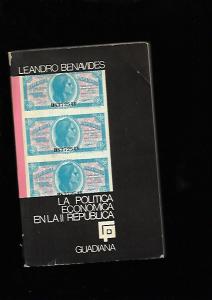 LEANDRO BENAVIDES
LA POLITICA
ECONOMICA
EN LA II REPUBLICA
GUADIANA